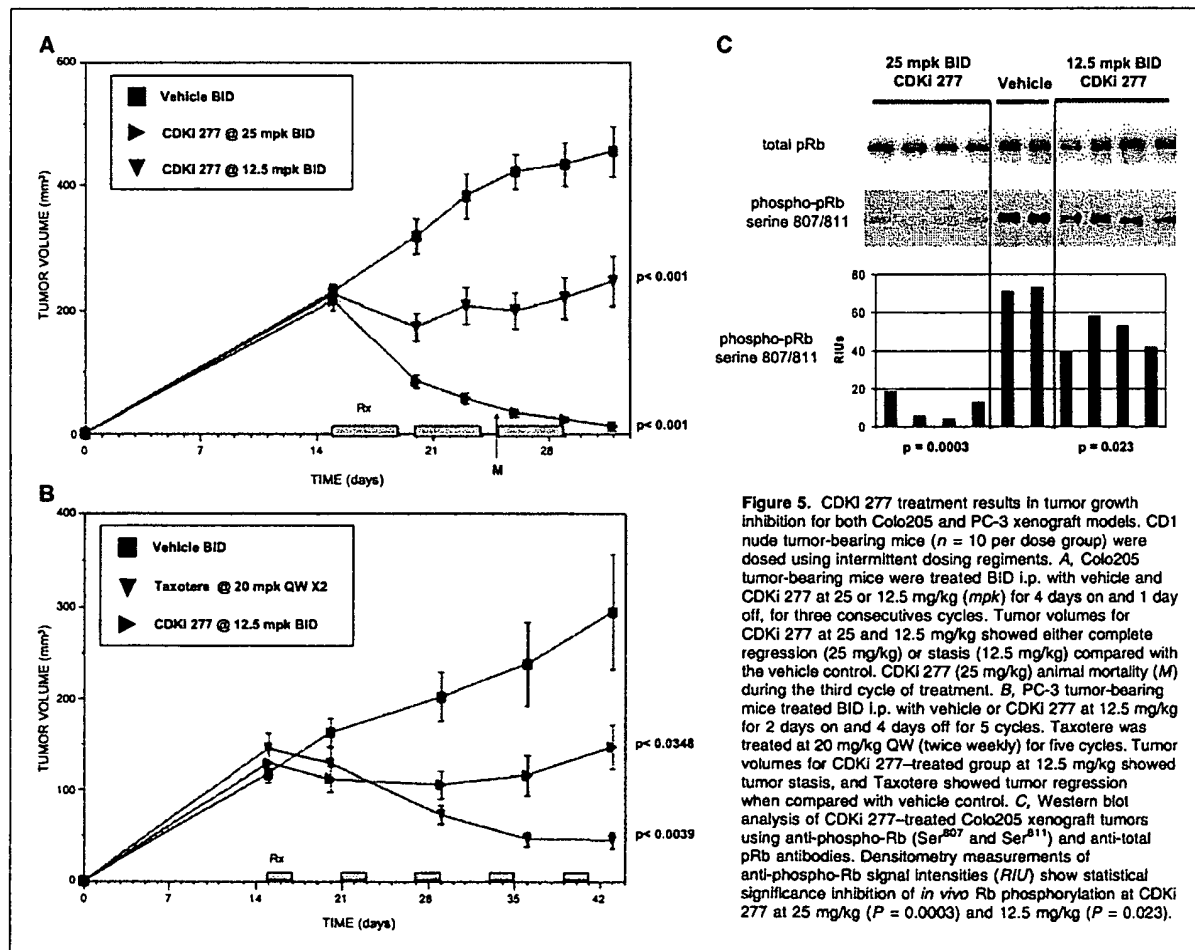 A
600
400
200
0
TUMOR VOLUME (mm³)
Vehicle BID
CDKi 277 @ 25 mpk BID
CDKi 277 @ 12.5 mpk BID
p< 0.001
p< 0.001
Rx
M
0 7 14 21 28
TIME (days)
B
400
300
200
100
0
TUMOR VOLUME (mm³)
Vehicle BID
Taxotere @ 20 mpk QW X2
CDKI 277 @ 12.5 mpk BID
p< 0.0348
p< 0.0039
Rx
0 7 14 21 28 35 42
TIME (days)
C
25 mpk BID
CDKi 277
Vehicle
12.5 mpk BID
CDKi 277
total pRb
phospho-pRb
serine 807/811
phospho-pRb
serine 807/811
RIUs
80
60
40
20
0
p = 0.0003
p = 0.023
Figure 5. CDKI 277 treatment results in tumor growth
inhibition for both Colo205 and PC-3 xenograft models. CD1
nude tumor-bearing mice (n = 10 per dose group) were
dosed using intermittent dosing regiments. A, Colo205
tumor-bearing mice were treated BID i.p. with vehicle and
CDKi 277 at 25 or 12.5 mg/kg (mpk) for 4 days on and 1 day
off, for three consecutives cycles. Tumor volumes for
CDKi 277 at 25 and 12.5 mg/kg showed either complete
regression (25 mg/kg) or stasis (12.5 mg/kg) compared with
the vehicle control. CDKi 277 (25 mg/kg) animal mortality (M)
during the third cycle of treatment. B, PC-3 tumor-bearing
mice treated BID i.p. with vehicle or CDKi 277 at 12.5 mg/kg
for 2 days on and 4 days off for 5 cycles. Taxotere was
treated at 20 mg/kg QW (twice weekly) for five cycles. Tumor
volumes for CDKi 277–treated group at 12.5 mg/kg showed
tumor stasis, and Taxotere showed tumor regression
when compared with vehicle control. C, Western blot
analysis of CDKi 277–treated Colo205 xenograft tumors
using anti-phospho-Rb (Ser⁸⁰⁷ and Ser⁸¹¹) and anti-total
pRb antibodies. Densitometry measurements of
anti-phospho-Rb signal intensities (RIU) show statistical
significance inhibition of in vivo Rb phosphorylation at CDKi
277 at 25 mg/kg (P = 0.0003) and 12.5 mg/kg (P = 0.023).